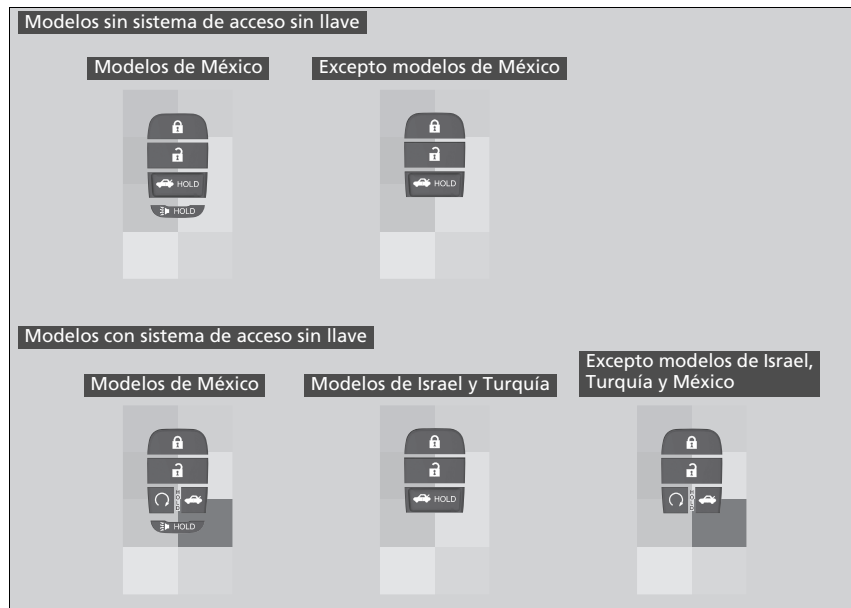 Modelos sin sistema de acceso sin llave
Modelos de México
Excepto modelos de México
HOLD
HOLD
HOLD
Modelos con sistema de acceso sin llave
Modelos de México
Modelos de Israel y Turquía
Excepto modelos de Israel,
Turquía y México
HOLD
HOLD
HOLD
HOLD